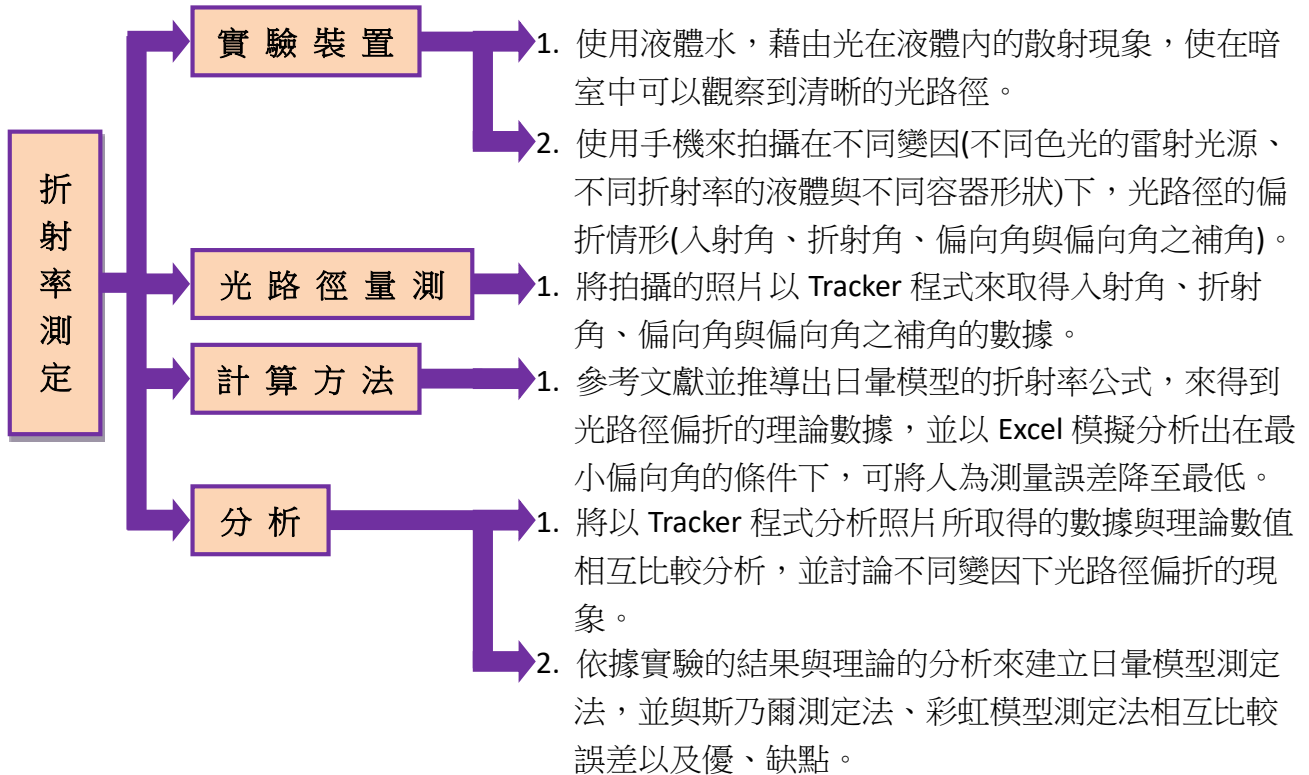 折射率測定
實驗裝置
1. 使用液體水，藉由光在液體內的散射現象，使在暗
室中可以觀察到清晰的光路徑。
2. 使用手機來拍攝在不同變因(不同色光的雷射光源、
不同折射率的液體與不同容器形狀)下，光路徑的偏
折情形(入射角、折射角、偏向角與偏向角之補角)。
光路徑量測
1. 將拍攝的照片以 Tracker 程式來取得入射角、折射
角、偏向角與偏向角之補角的數據。
計算方法
1. 參考文獻並推導出日暈模型的折射率公式，來得到
光路徑偏折的理論數據，並以 Excel 模擬分析出在最
小偏向角的條件下，可將人為測量誤差降至最低。
分析
1. 將以 Tracker 程式分析照片所取得的數據與理論數值
相互比較分析，並討論不同變因下光路徑偏折的現
象。
2. 依據實驗的結果與理論的分析來建立日暈模型測定
法，並與斯乃爾測定法、彩虹模型測定法相互比較
誤差以及優、缺點。